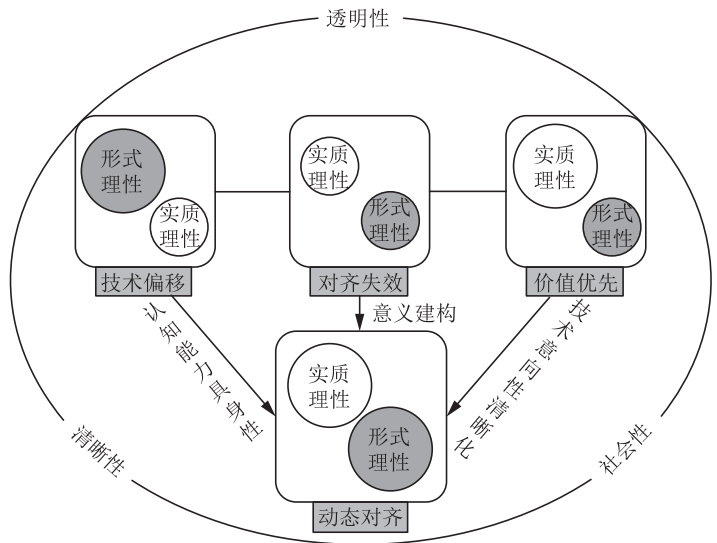 透明性
形式
理性
实质
理性
技术偏移
实质
理性
形式
理性
对齐失效
实质
理性
形式
理性
价值优先
认知能力具身性
意义建构
技术意向性清晰化
实质
理性
形式
理性
动态对齐
清晰性
社会性